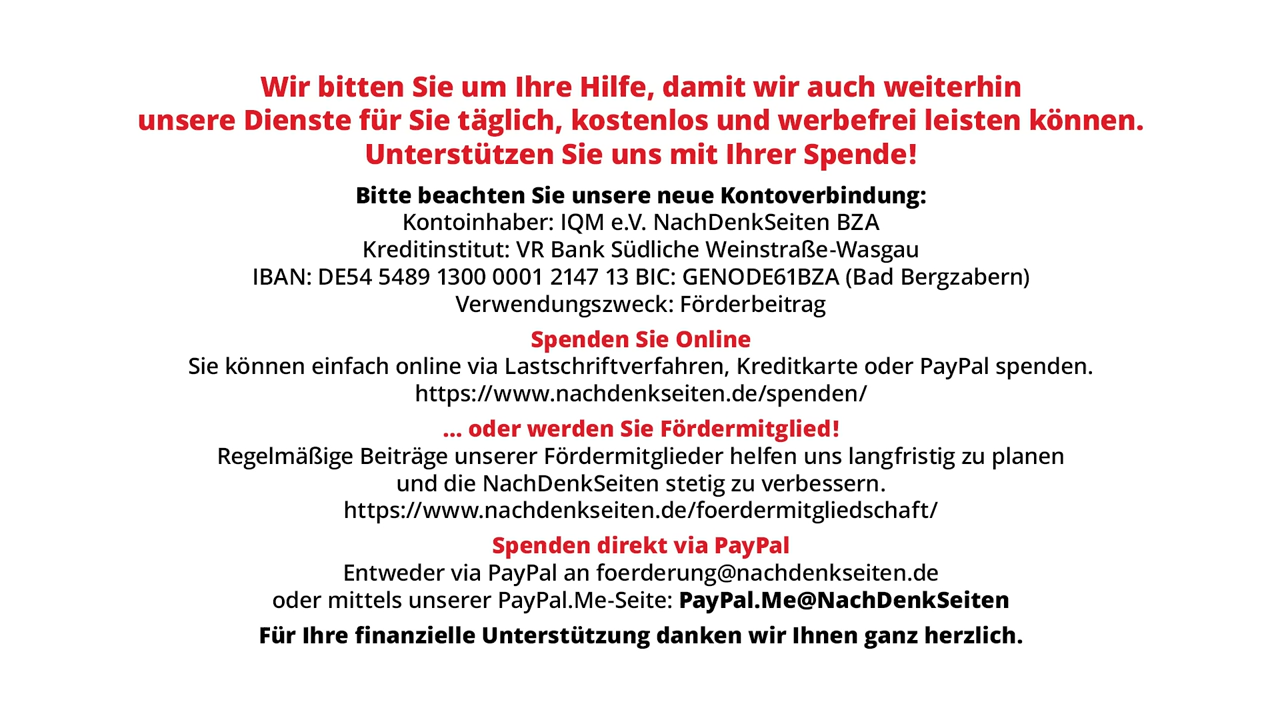 Wir bitten Sie um Ihre Hilfe, damit wir auch weiterhin
unsere Dienste für Sie täglich, kostenlos und werbefrei leisten können.
Unterstützen Sie uns mit Ihrer Spende!
Bitte beachten Sie unsere neue Kontoverbindung:
Kontoinhaber: IQM e.V. NachDenkSeiten BZA
Kreditinstitut: VR Bank Südliche Weinstraße-Wasgau
IBAN: DE54 5489 1300 0001 2147 13 BIC: GENODE61BZA (Bad Bergzabern)
Verwendungszweck: Förderbeitrag
Spenden Sie Online
Sie können einfach online via Lastschriftverfahren, Kreditkarte oder PayPal spenden.
https://www.nachdenkseiten.de/spenden/
... oder werden Sie Fördermitglied!
Regelmäßige Beiträge unserer Fördermitglieder helfen uns langfristig zu planen
und die NachDenkSeiten stetig zu verbessern.
https://www.nachdenkseiten.de/foerdermitgliedschaft/
Spenden direkt via PayPal
Entweder via PayPal an foerderung@nachdenkseiten.de
oder mittels unserer PayPal.Me-Seite: PayPal.Me@NachDenkSeiten
Für Ihre finanzielle Unterstützung danken wir Ihnen ganz herzlich.